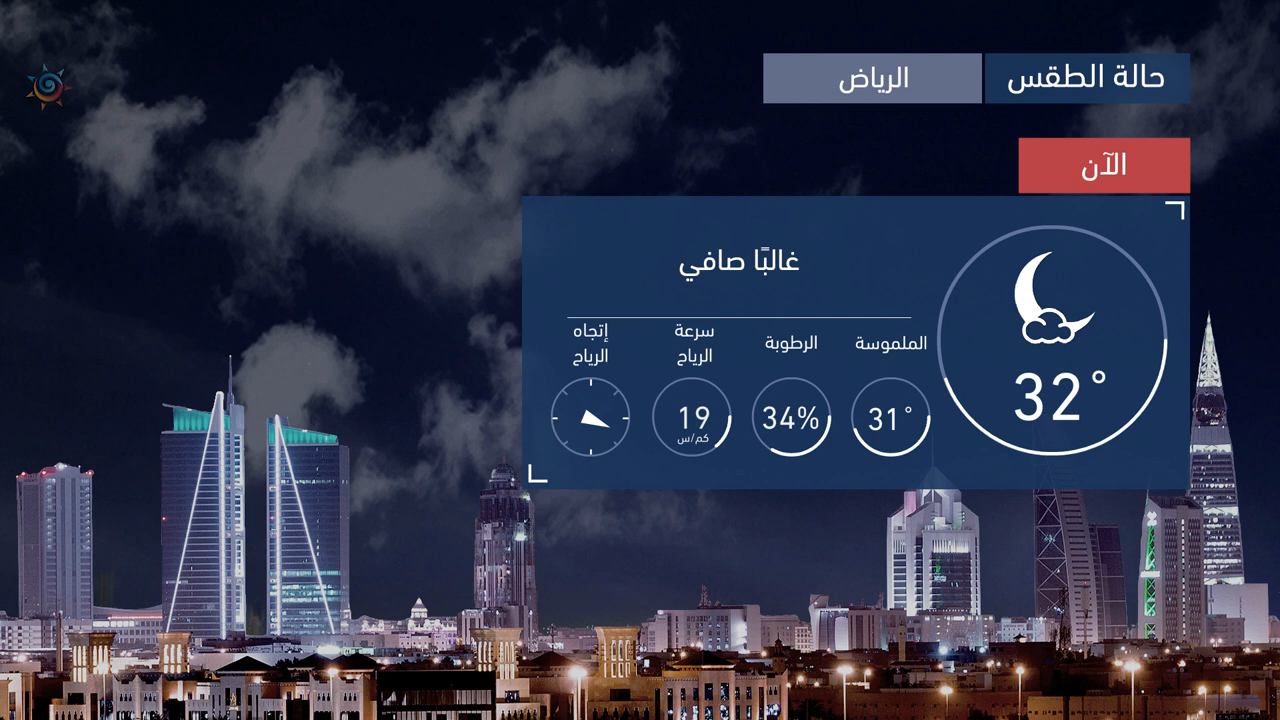 حالة الطقس
الرياض
الآن
غالبًا صافي
32°
الملموسة
31°
الرطوبة
34%
سرعة
الرياح
19
كم/س
إتجاه
الرياح